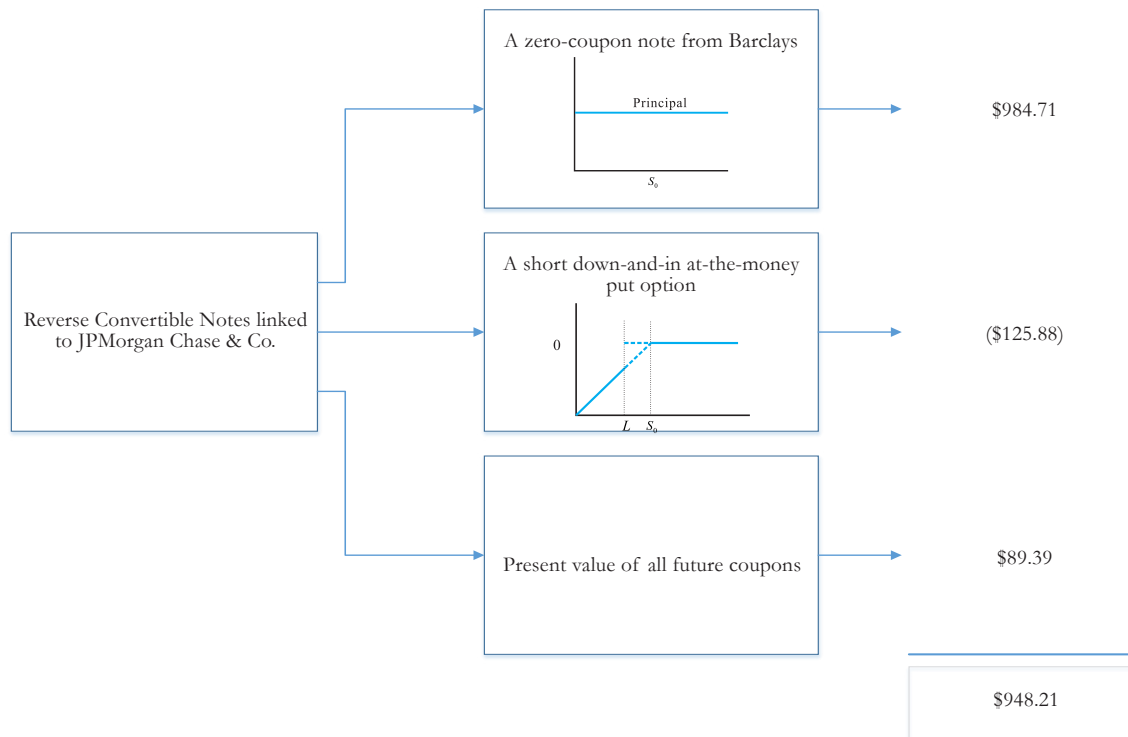 A zero-coupon note from Barclays
Principal
S₀
$984.71
Reverse Convertible Notes linked
to JPMorgan Chase & Co.
A short down-and-in at-the-money
put option
0
L S₀
($125.88)
Present value of all future coupons
$89.39
$948.21